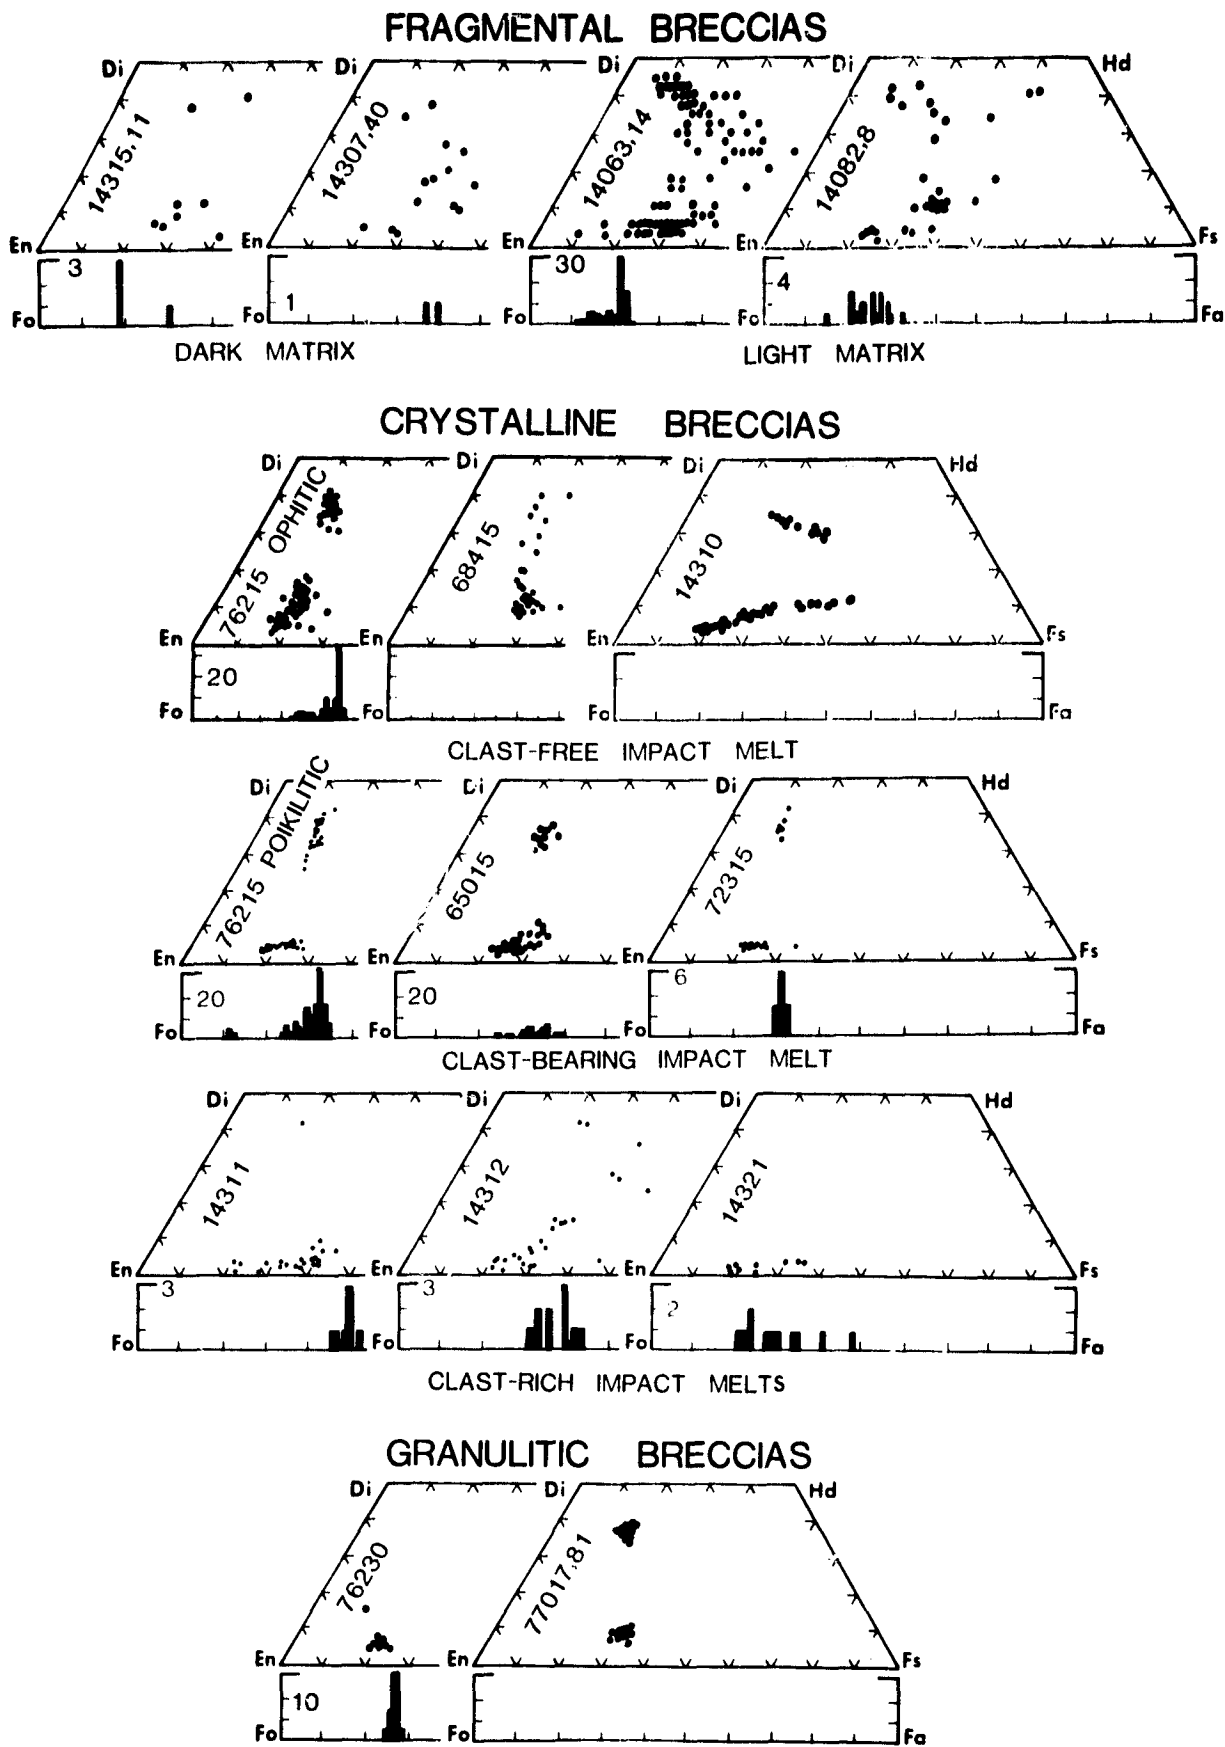 FRAGMENTAL BRECCIAS
Di Di Di Di Hd
14315,11 14307,40 14063,14 14082,8
En En Fs
3 1 30 4
Fo Fo Fo Fo Fa
DARK MATRIX LIGHT MATRIX
CRYSTALLINE BRECCIAS
Di Di Di Hd
76215 OPHITIC 68415 14310
En En En Fs
20
Fo Fo Fo Fa
CLAST-FREE IMPACT MELT
Di Di Di Hd
76215 POIKILITIC 65015 72315
En En En Fs
20 20 6
Fo Fo Fo Fa
CLAST-BEARING IMPACT MELT
Di Di Di Hd
14311 14312 14321
En En En Fs
3 3 2
Fo Fo Fo Fa
CLAST-RICH IMPACT MELTS
GRANULITIC BRECCIAS
Di Di Hd
76230 77017,81
En En Fs
10
Fo Fo Fa